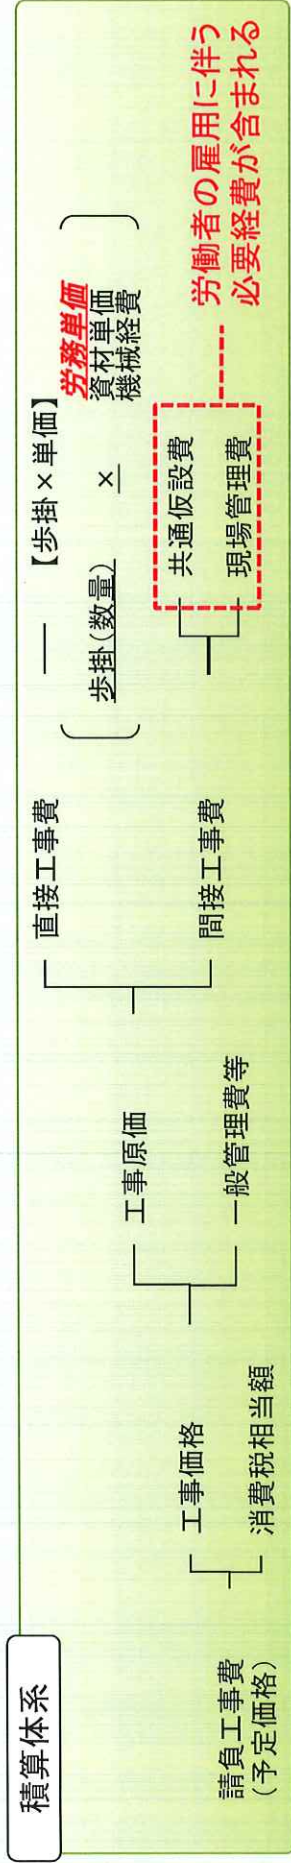 積算体系
請負工事費
（予定価格）
工事価格
消費税相当額
工事原価
一般管理費等
直接工事費
間接工事費
【歩掛×単価】
歩掛（数量）
×
労務単価
資材単価
機械経費
共通仮設費
現場管理費
労働者の雇用に伴う
必要経費が含まれる